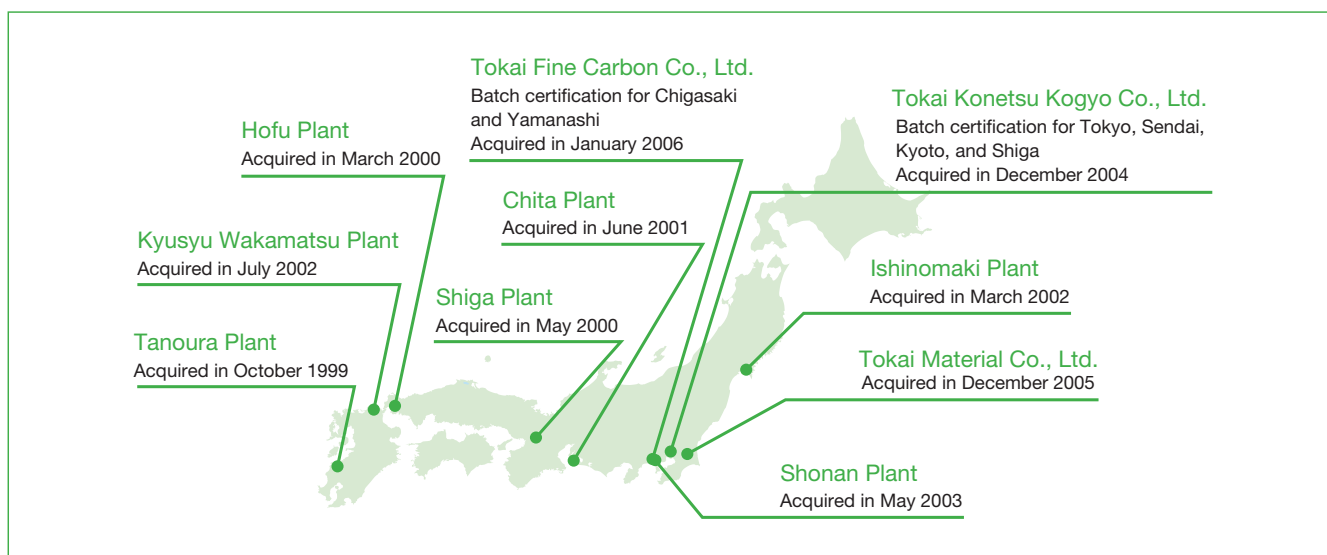 Tokai Fine Carbon Co., Ltd.
Batch certification for Chigasaki
and Yamanashi
Acquired in January 2006
Tokai Konetsu Kogyo Co., Ltd.
Batch certification for Tokyo, Sendai,
Kyoto, and Shiga
Acquired in December 2004
Hofu Plant
Acquired in March 2000
Chita Plant
Acquired in June 2001
Kyusyu Wakamatsu Plant
Acquired in July 2002
Ishinomaki Plant
Acquired in March 2002
Shiga Plant
Acquired in May 2000
Tanoura Plant
Acquired in October 1999
Tokai Material Co., Ltd.
Acquired in December 2005
Shonan Plant
Acquired in May 2003